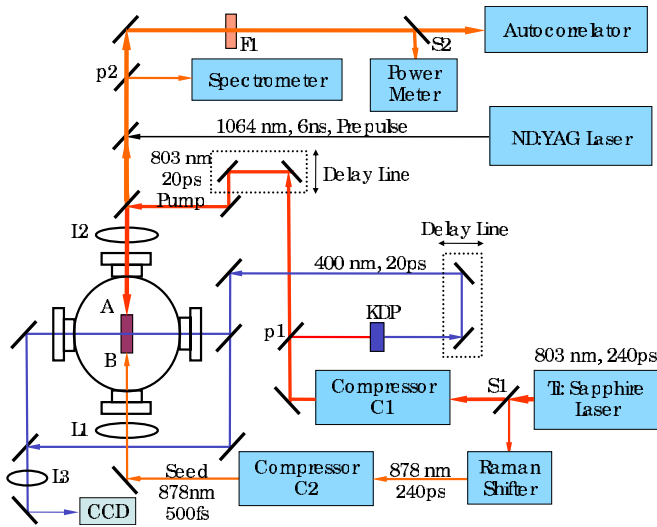 F1
S2
Autocorrelator
p2
Spectrometer
Power
Meter
1064 nm, 6ns, Prepulse
ND:YAG Laser
803 nm
20ps
Pump
Delay Line
L2
Delay Line
400 nm, 20ps
A
KDP
p1
B
803 nm, 240ps
Compressor
C1
S1
Ti: Sapphire
Laser
L1
Seed
878nm
500fs
Compressor
C2
878 nm
240ps
Raman
Shifter
L3
CCD